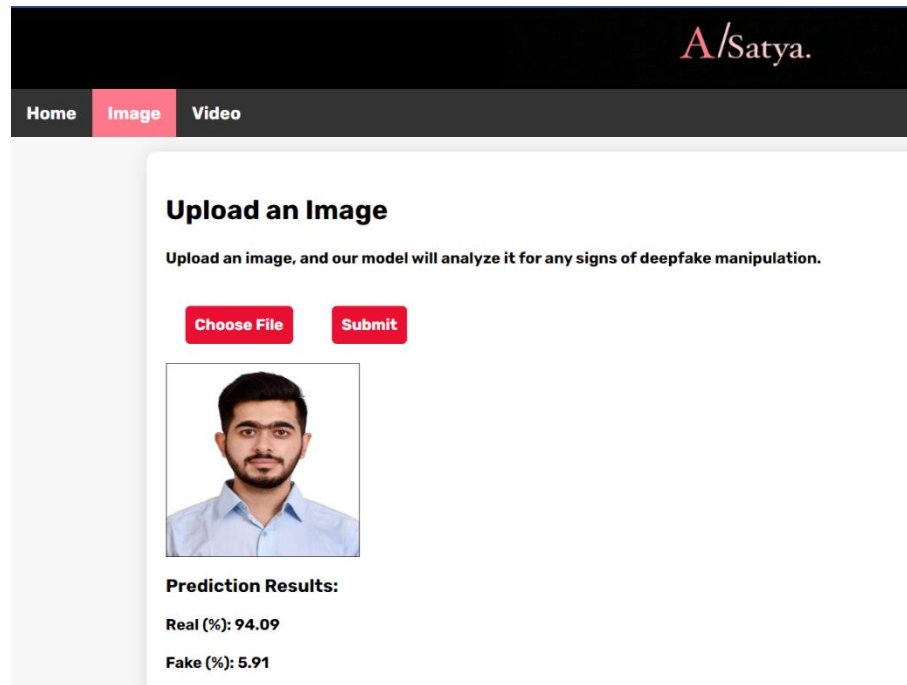 A/Satya.
Home Image Video
Upload an Image
Upload an image, and our model will analyze it for any signs of deepfake manipulation.
Choose File Submit
Prediction Results:
Real (%): 94.09
Fake (%): 5.91